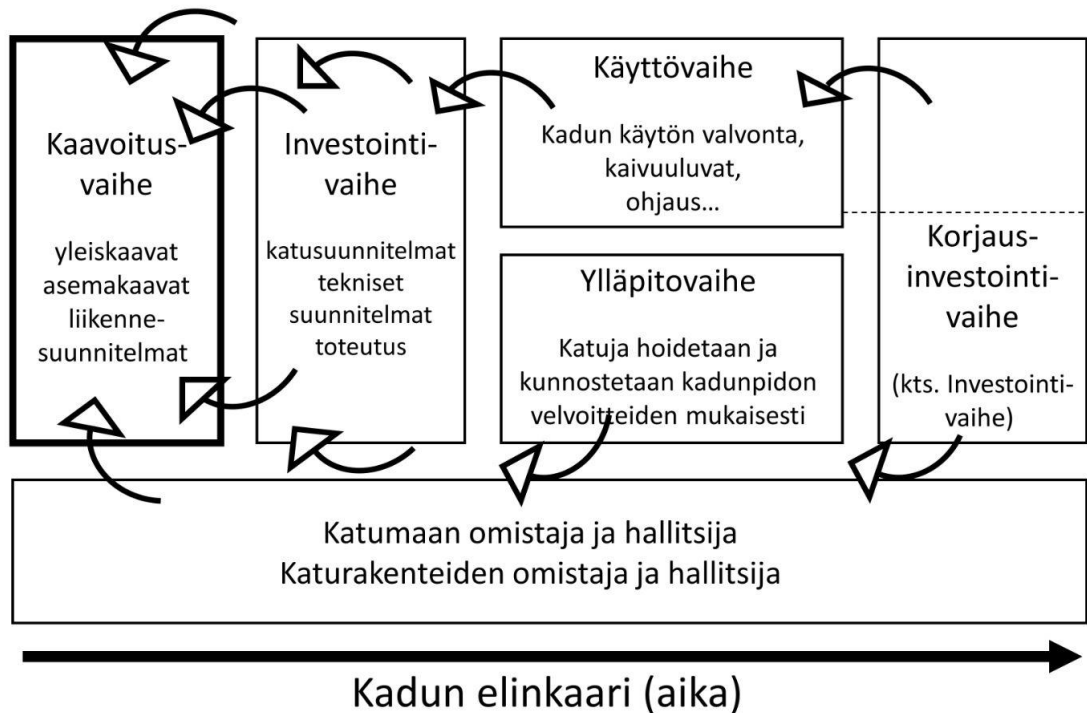 Kaavoitus-
vaihe
yleiskaavat
asemakaavat
liikenne-
suunnitelmat
Investointi-
vaihe
katusuunnitelmat
tekniset
suunnitelmat
toteutus
Käyttövaihe
Kadun käytön valvonta,
kaivuuluvat,
ohjaus...
Ylläpitovaihe
Katuja hoidetaan ja
kunnostetaan kadunpidon
velvoitteiden mukaisesti
Korjaus-
investointi-
vaihe
(kts. Investointi-
vaihe)
Katumaan omistaja ja hallitsija
Katurakenteiden omistaja ja hallitsija
Kadun elinkaari (aika)